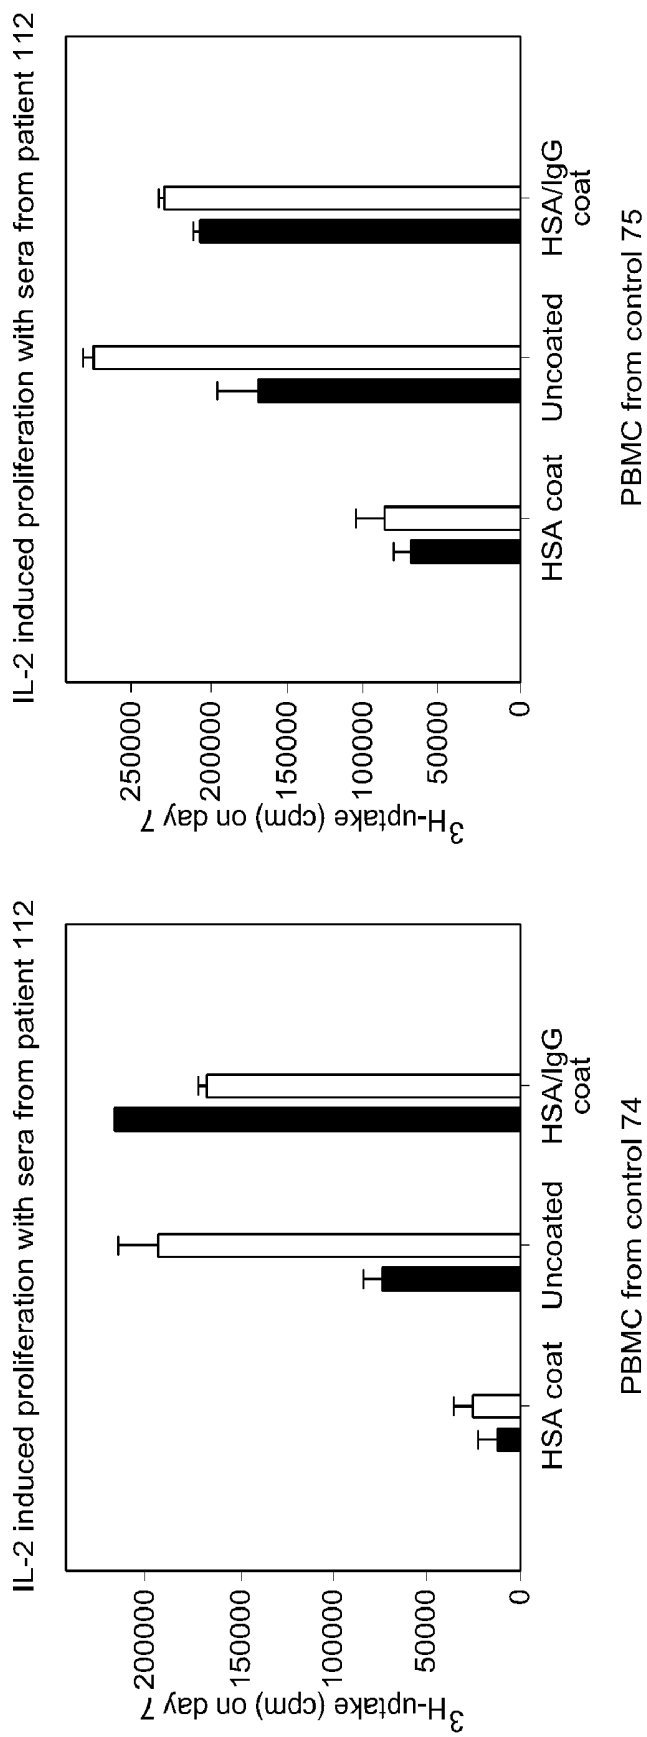 IL-2 induced proliferation with sera from patient 112
³H-uptake (cpm) on day 7
200000
150000
100000
50000
0
HSA coat
Uncoated
HSA/IgG
coat
PBMC from control 74
IL-2 induced proliferation with sera from patient 112
³H-uptake (cpm) on day 7
250000
200000
150000
100000
50000
0
HSA coat
Uncoated
HSA/IgG
coat
PBMC from control 75